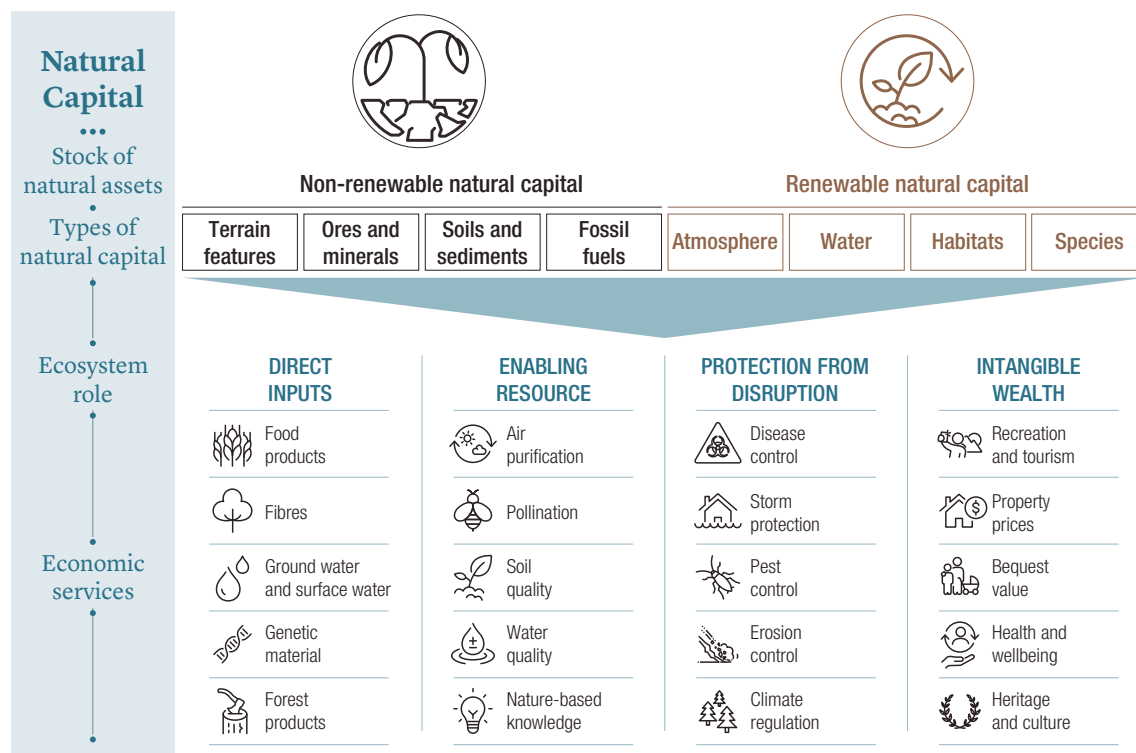 Natural
Capital
...
Stock of
natural assets
Types of
natural capital
Ecosystem
role
Economic
services
Non-renewable natural capital
Renewable natural capital
Terrain
features
Ores and
minerals
Soils and
sediments
Fossil
fuels
Atmosphere
Water
Habitats
Species
DIRECT
INPUTS
Food
products
Fibres
Ground water
and surface water
Genetic
material
Forest
products
ENABLING
RESOURCE
Air
purification
Pollination
Soil
quality
Water
quality
Nature-based
knowledge
PROTECTION FROM
DISRUPTION
Disease
control
Storm
protection
Pest
control
Erosion
control
Climate
regulation
INTANGIBLE
WEALTH
Recreation
and tourism
$
Property
prices
Bequest
value
Health and
wellbeing
Heritage
and culture